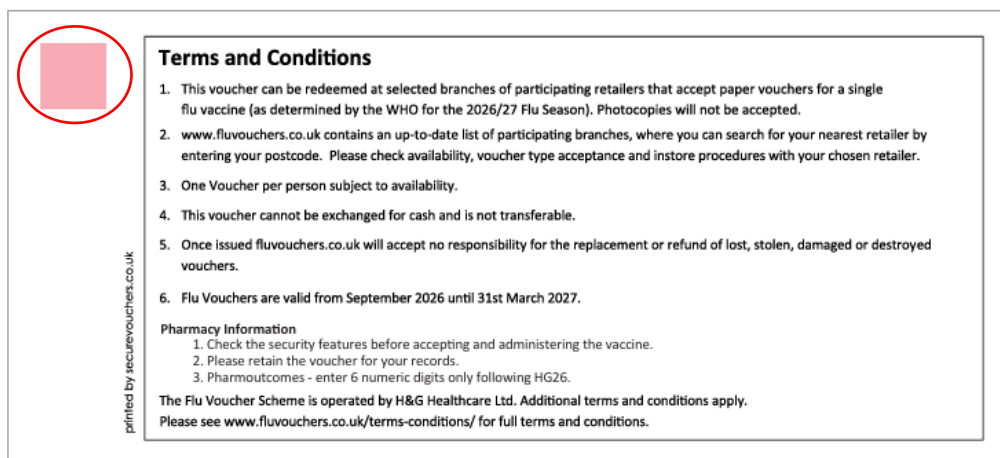 Terms and Conditions
1. This voucher can be redeemed at selected branches of participating retailers that accept paper vouchers for a single
flu vaccine (as determined by the WHO for the 2026/27 Flu Season). Photocopies will not be accepted.
2. www.fluvouchers.co.uk contains an up-to-date list of participating branches, where you can search for your nearest retailer by
entering your postcode. Please check availability, voucher type acceptance and instore procedures with your chosen retailer.
3. One Voucher per person subject to availability.
4. This voucher cannot be exchanged for cash and is not transferable.
5. Once issued fluvouchers.co.uk will accept no responsibility for the replacement or refund of lost, stolen, damaged or destroyed
vouchers.
6. Flu Vouchers are valid from September 2026 until 31st March 2027.
Pharmacy Information
1. Check the security features before accepting and administering the vaccine.
2. Please retain the voucher for your records.
3. Pharmoutcomes - enter 6 numeric digits only following HG26.
The Flu Voucher Scheme is operated by H&G Healthcare Ltd. Additional terms and conditions apply.
Please see www.fluvouchers.co.uk/terms-conditions/ for full terms and conditions.
printed by securevouchers.co.uk